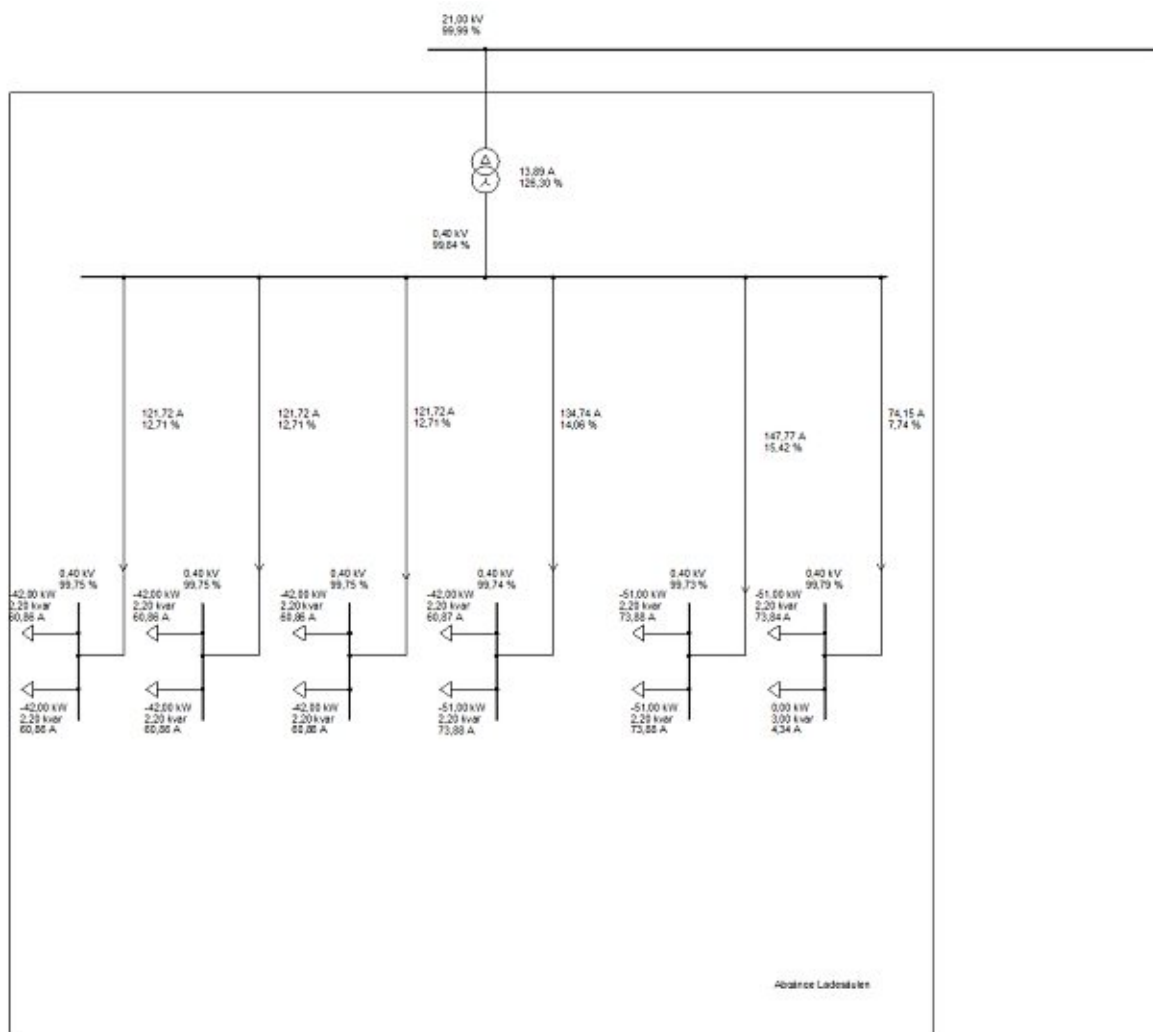 21,00 kV
99,99 %
13,89 A
126,30 %
0,40 kV
99,84 %
121,72 A
12,71 %
121,72 A
12,71 %
121,72 A
12,71 %
134,74 A
14,06 %
147,77 A
15,42 %
74,15 A
7,74 %
0,40 kV
99,75 %
-42,00 kW
2,20 kvar
60,86 A
-42,00 kW
2,20 kvar
60,86 A
0,40 kV
99,75 %
-42,00 kW
2,20 kvar
60,86 A
-42,00 kW
2,20 kvar
60,86 A
0,40 kV
99,75 %
-42,00 kW
2,20 kvar
60,86 A
-42,00 kW
2,20 kvar
60,86 A
0,40 kV
99,74 %
-42,00 kW
2,20 kvar
60,87 A
-51,00 kW
2,20 kvar
73,88 A
0,40 kV
99,73 %
-51,00 kW
2,20 kvar
73,88 A
-51,00 kW
2,20 kvar
73,88 A
0,40 kV
99,79 %
-51,00 kW
2,20 kvar
73,84 A
0,00 kW
3,00 kvar
4,34 A
Ladesäulen